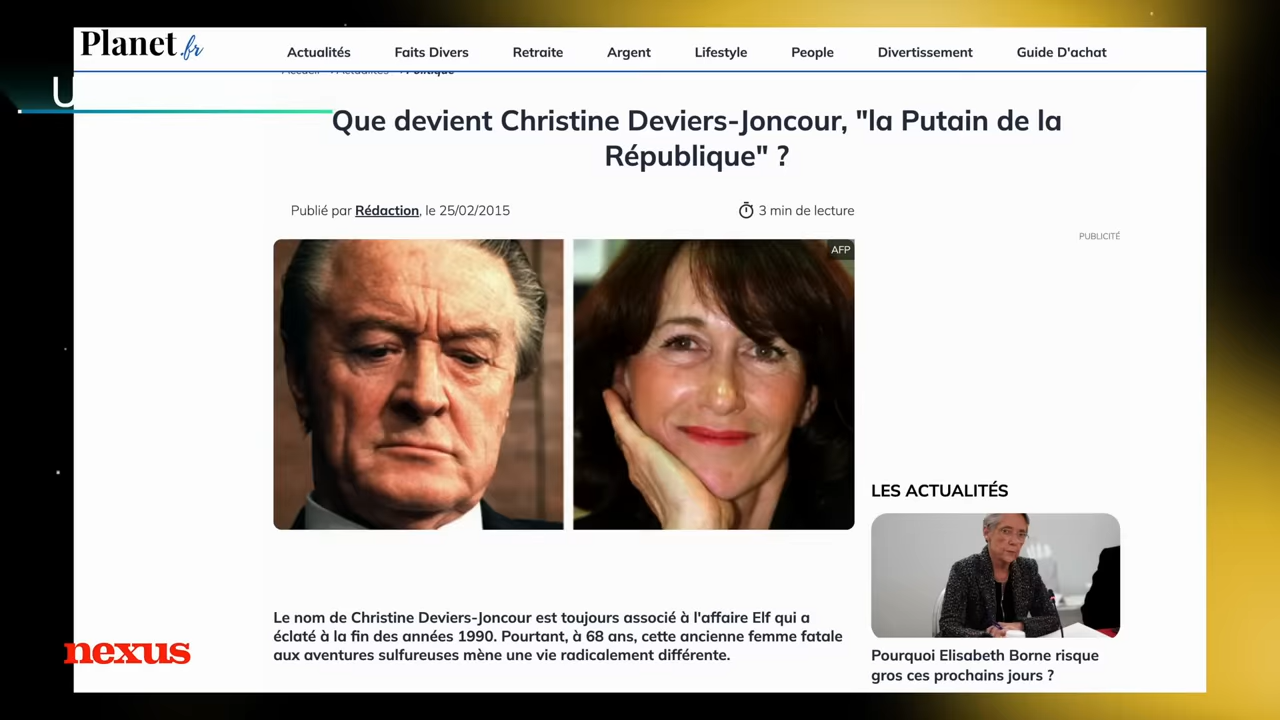 Planet.fr
Actualités Faits Divers Retraite Argent Lifestyle People Divertissement Guide D'achat
Accueil Actualités Politique
U
Que devient Christine Deviers-Joncour, "la Putain de la
République" ?
Publié par Rédaction, le 25/02/2015
3 min de lecture
PUBLICITÉ
AFP
LES ACTUALITÉS
Le nom de Christine Deviers-Joncour est toujours associé à l'affaire Elf qui a
éclaté à la fin des années 1990. Pourtant, à 68 ans, cette ancienne femme fatale
aux aventures sulfureuses mène une vie radicalement différente.
Pourquoi Elisabeth Borne risque
gros ces prochains jours ?
nexus